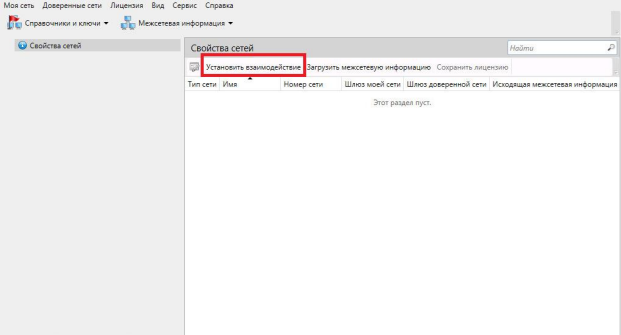 Моя сеть Доверенные сети Лицензия Вид Сервис Справка
Справочники и ключи Межсетевая информация
Свойства сетей
Свойства сетей Найти
Установить взаимодействие Загрузить межсетевую информацию Сохранить лицензию
Тип сети Имя Номер сети Шлюз моей сети Шлюз доверенной сети Исходящая межсетевая информация
Этот раздел пуст.